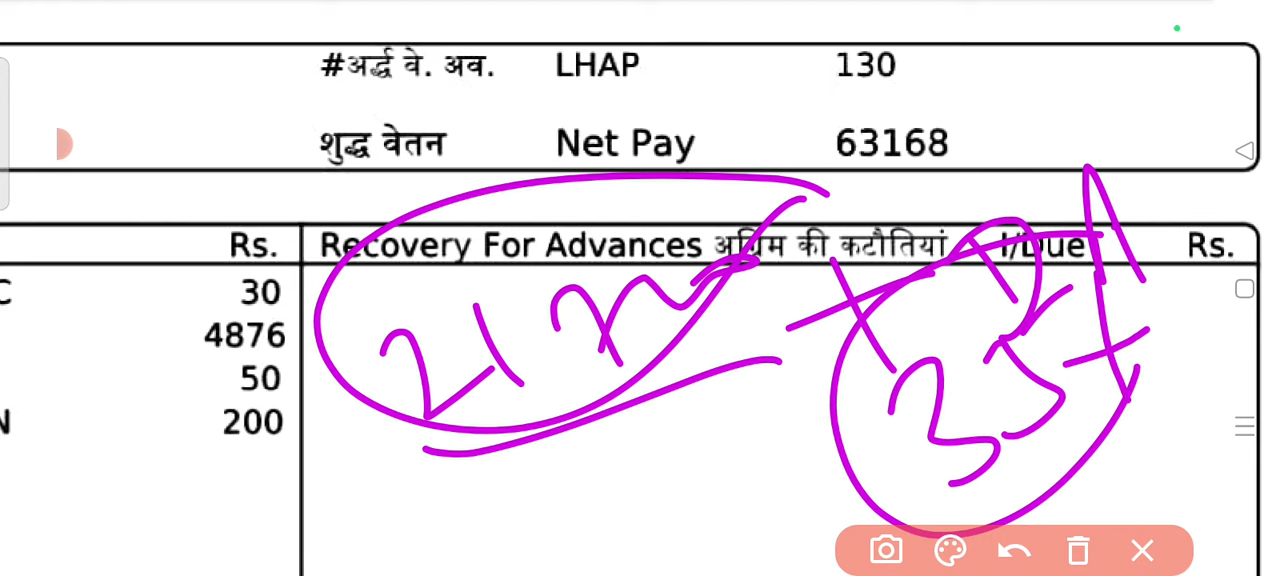 #अर्द्ध वे. अव. LHAP 130
शुद्ध वेतन Net Pay 63168
Rs. Recovery For Advances अग्रिम की कटौतियां I/Due Rs.
C 30
4876
50
N 200
21
35